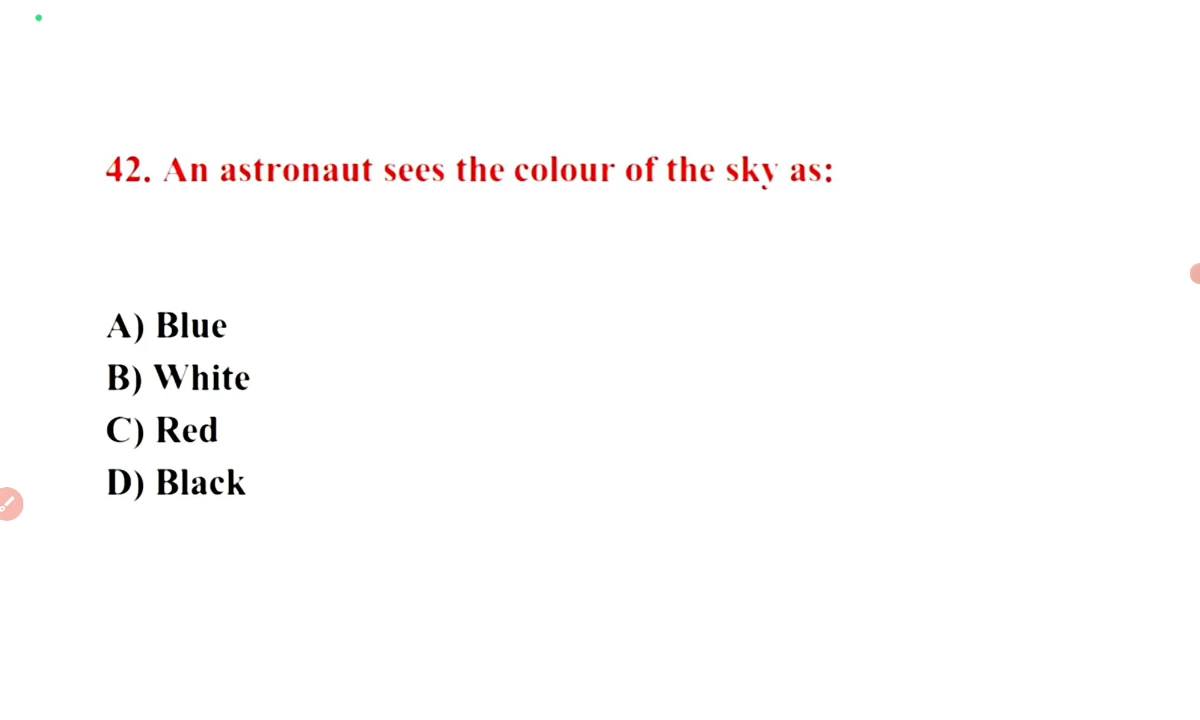 42. An astronaut sees the colour of the sky as:
A) Blue
B) White
C) Red
D) Black